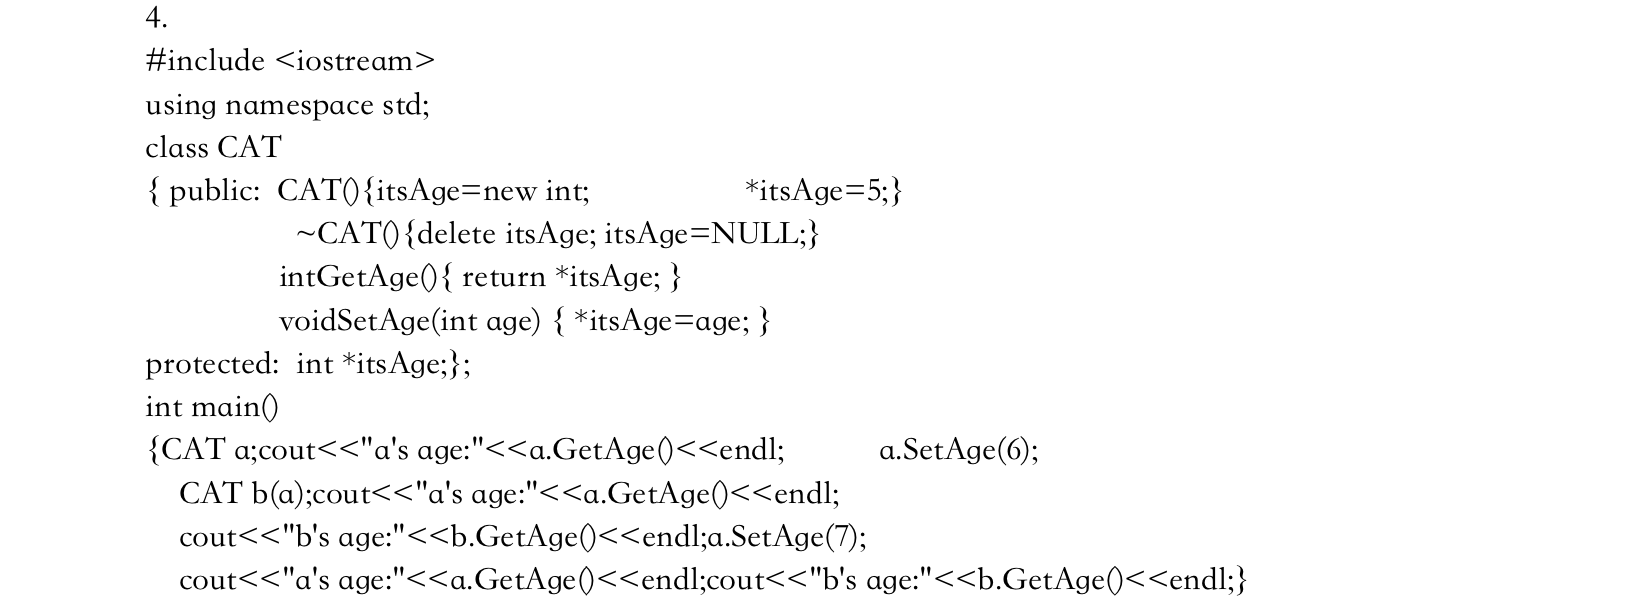 4.
#include <iostream>
using namespace std;
class CAT
{ public:  CAT(){itsAge=new int;                *itsAge=5;}
~CAT(){delete itsAge; itsAge=NULL;}
intGetAge(){ return *itsAge; }
voidSetAge(int age) { *itsAge=age; }
protected:  int *itsAge;};
int main()
{CAT a;cout<<"a's age:"<<a.GetAge()<<endl;          a.SetAge(6);
CAT b(a);cout<<"a's age:"<<a.GetAge()<<endl;
cout<<"b's age:"<<b.GetAge()<<endl;a.SetAge(7);
cout<<"a's age:"<<a.GetAge()<<endl;cout<<"b's age:"<<b.GetAge()<<endl;}